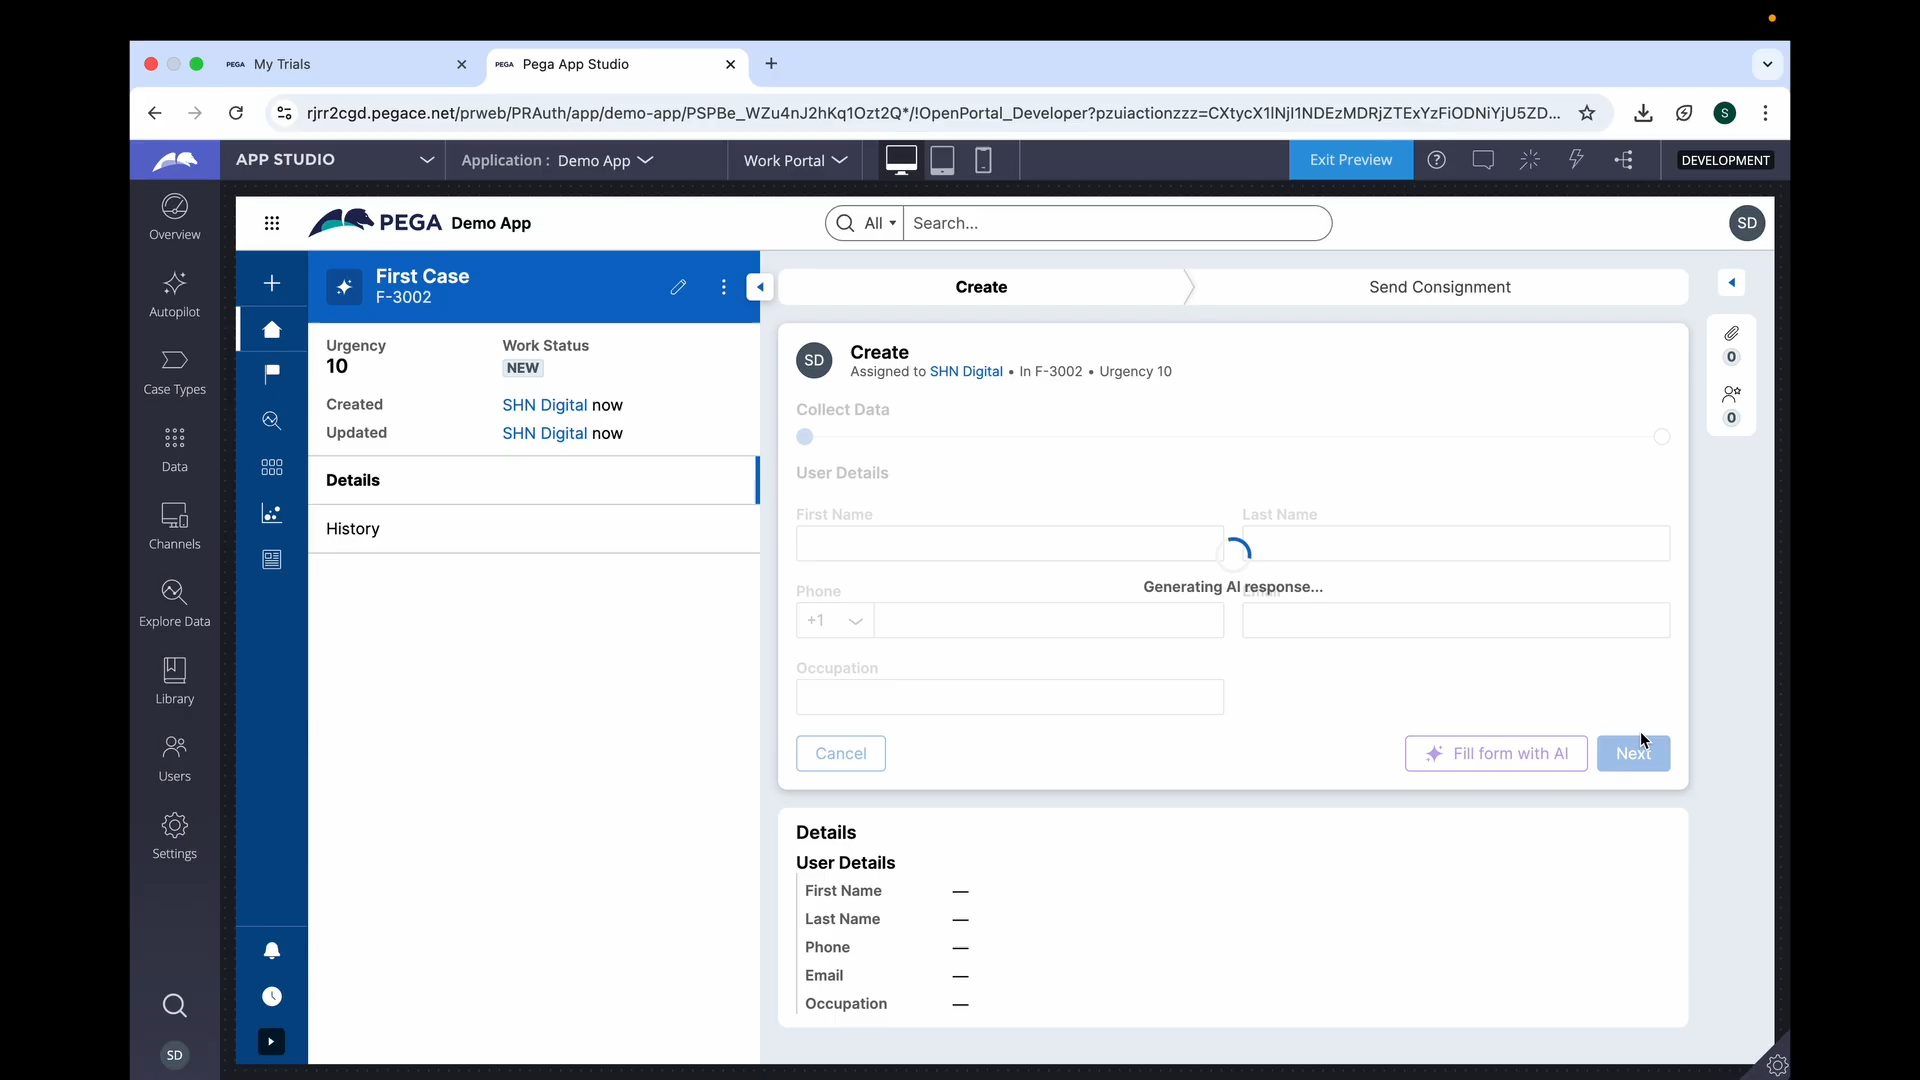 PEGA My Trials
PEGA Pega App Studio
rjrr2cgd.pegace.net/prweb/PRAuth/app/demo-app/PSPBe_WZu4nJ2hKq1Ozt2Q*/!OpenPortal_Developer?pzuiactionzzz=CXtycX1lNjI1NDEzMDRjZTExYzFiODNiYjU5ZD...
S
APP STUDIO
Application : Demo App
Work Portal
Exit Preview
DEVELOPMENT
Overview
Autopilot
Case Types
Data
Channels
Explore Data
Library
Users
Settings
SD
PEGA Demo App
All
Search...
SD
First Case
F-3002
Urgency
10
Work Status
NEW
Created
SHN Digital now
Updated
SHN Digital now
Details
History
Create
Send Consignment
SD
Create
Assigned to SHN Digital • In F-3002 • Urgency 10
Collect Data
User Details
First Name
Last Name
Generating AI response...
Phone
Email
+1
Occupation
Cancel
Fill form with AI
Next
0
0
Details
User Details
First Name —
Last Name —
Phone —
Email —
Occupation —